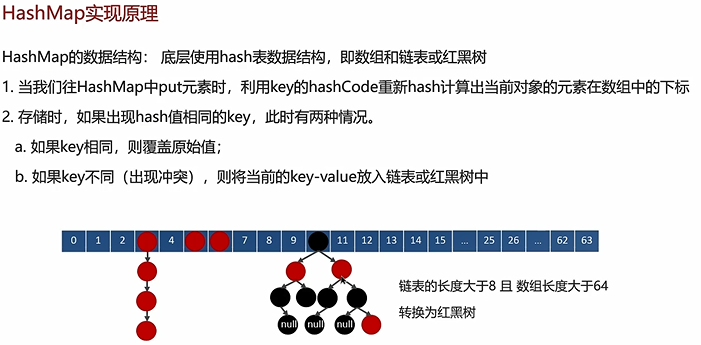 HashMap实现原理
HashMap的数据结构： 底层使用hash表数据结构，即数组和链表或红黑树
1. 当我们往HashMap中put元素时，利用key的hashCode重新hash计算出当前对象的元素在数组中的下标
2. 存储时，如果出现hash值相同的key，此时有两种情况。
a. 如果key相同，则覆盖原始值；
b. 如果key不同（出现冲突），则将当前的key-value放入链表或红黑树中
0 1 2 4 7 8 9 11 12 13 14 15 ... 25 26 ... 62 63
链表的长度大于8 且 数组长度大于64
转换为红黑树
null null null